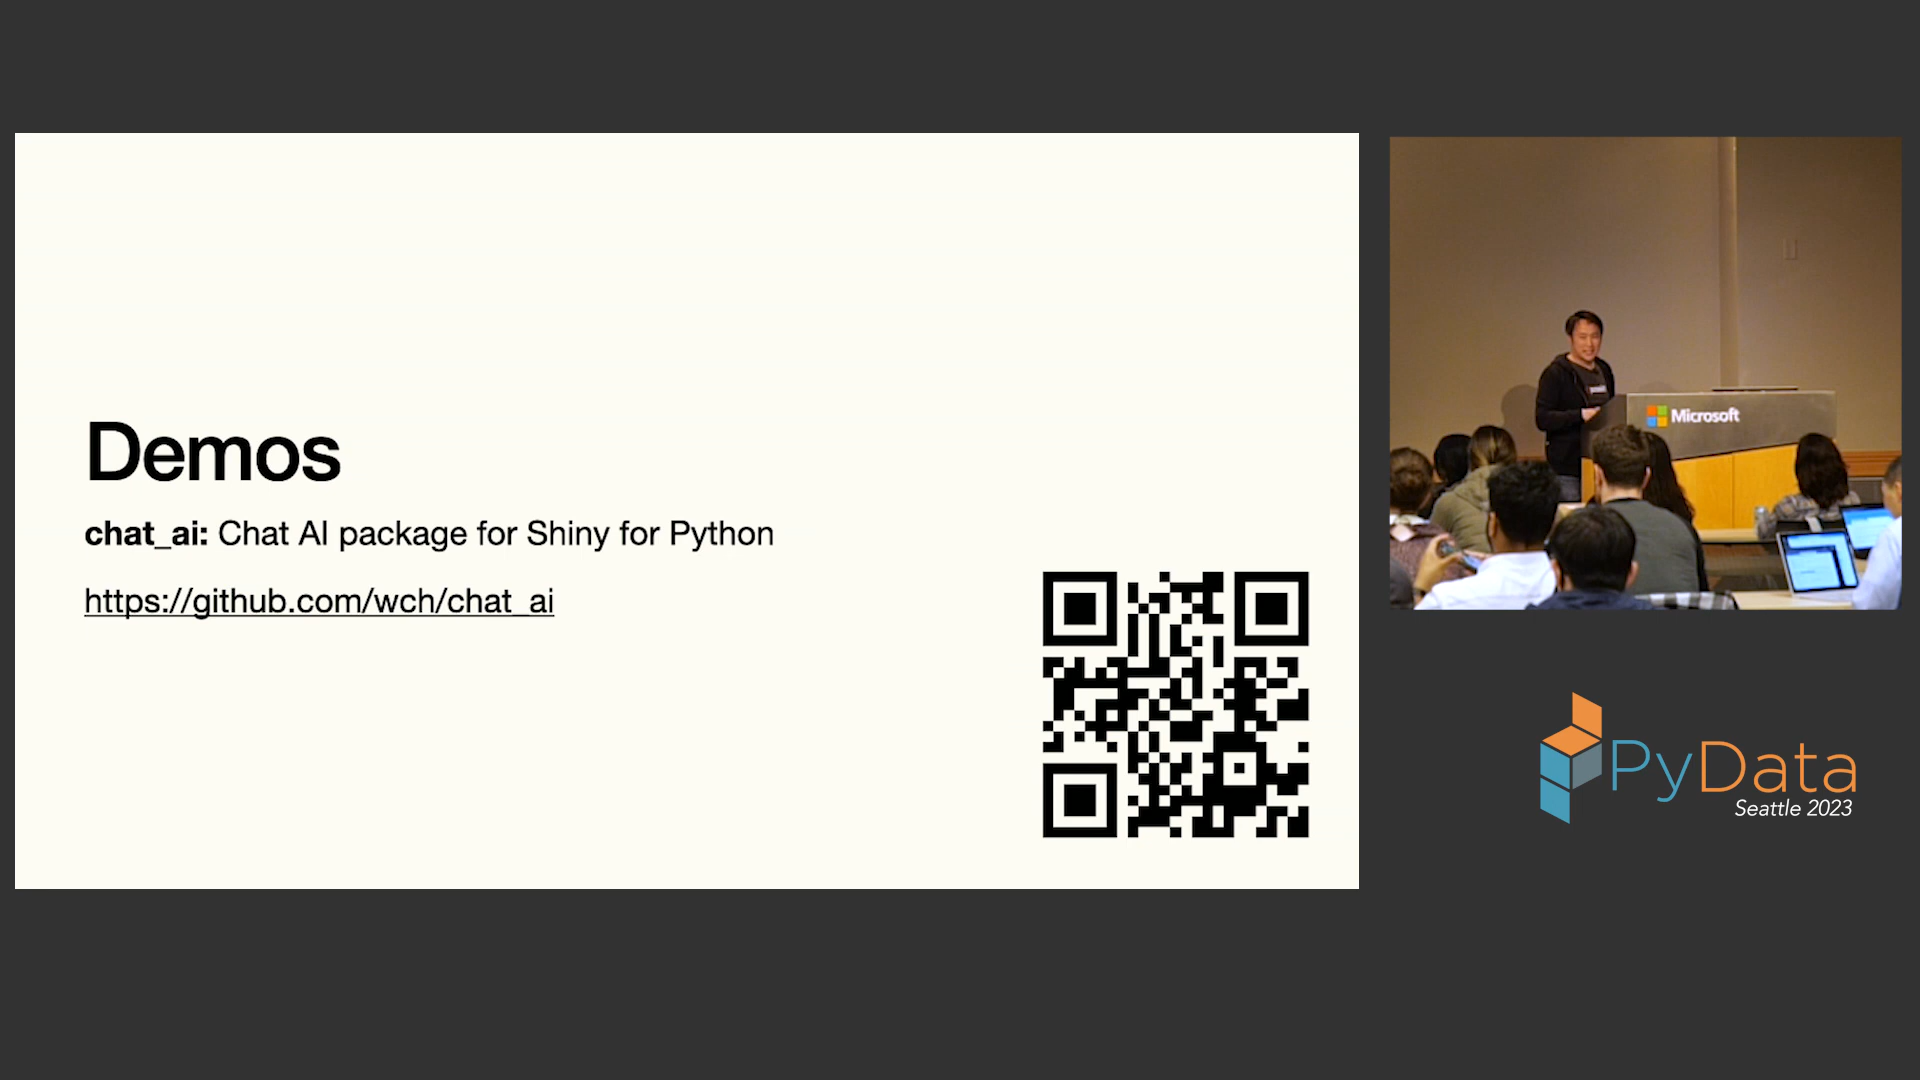 Demos
chat_ai: Chat AI package for Shiny for Python
https://github.com/wch/chat_ai
Microsoft
PyData
Seattle 2023